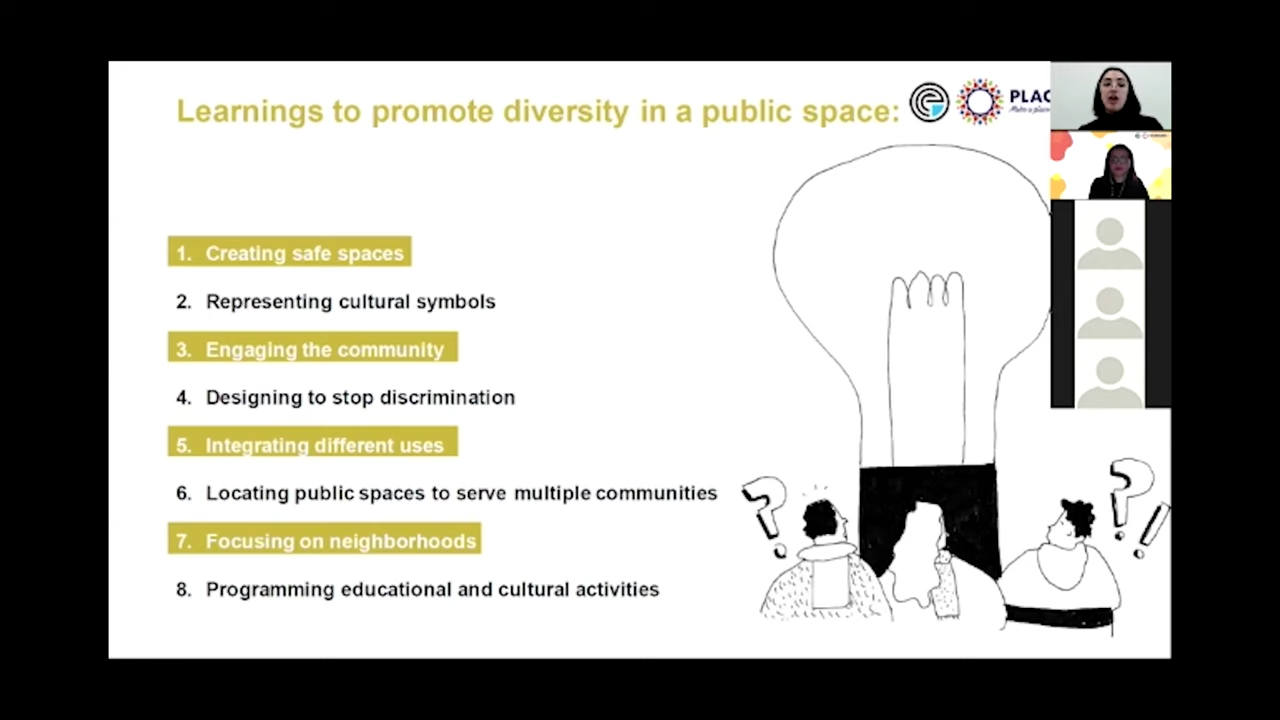 Learnings to promote diversity in a public space:
PLAC
1. Creating safe spaces
2. Representing cultural symbols
3. Engaging the community
4. Designing to stop discrimination
5. Integrating different uses
6. Locating public spaces to serve multiple communities
7. Focusing on neighborhoods
8. Programming educational and cultural activities